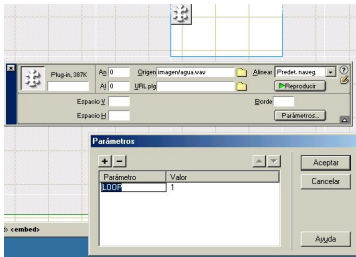 Plug-in, 387K
An 0
Origen imagen/agua.wav
Alinear Predet. naveg.
Al 0
URL plg
Reproducir
Espacio V
Borde
Espacio H
Parámetros...
Parámetros
Parámetro Valor
LOOP 1
Aceptar
Cancelar
Ayuda
<embed>